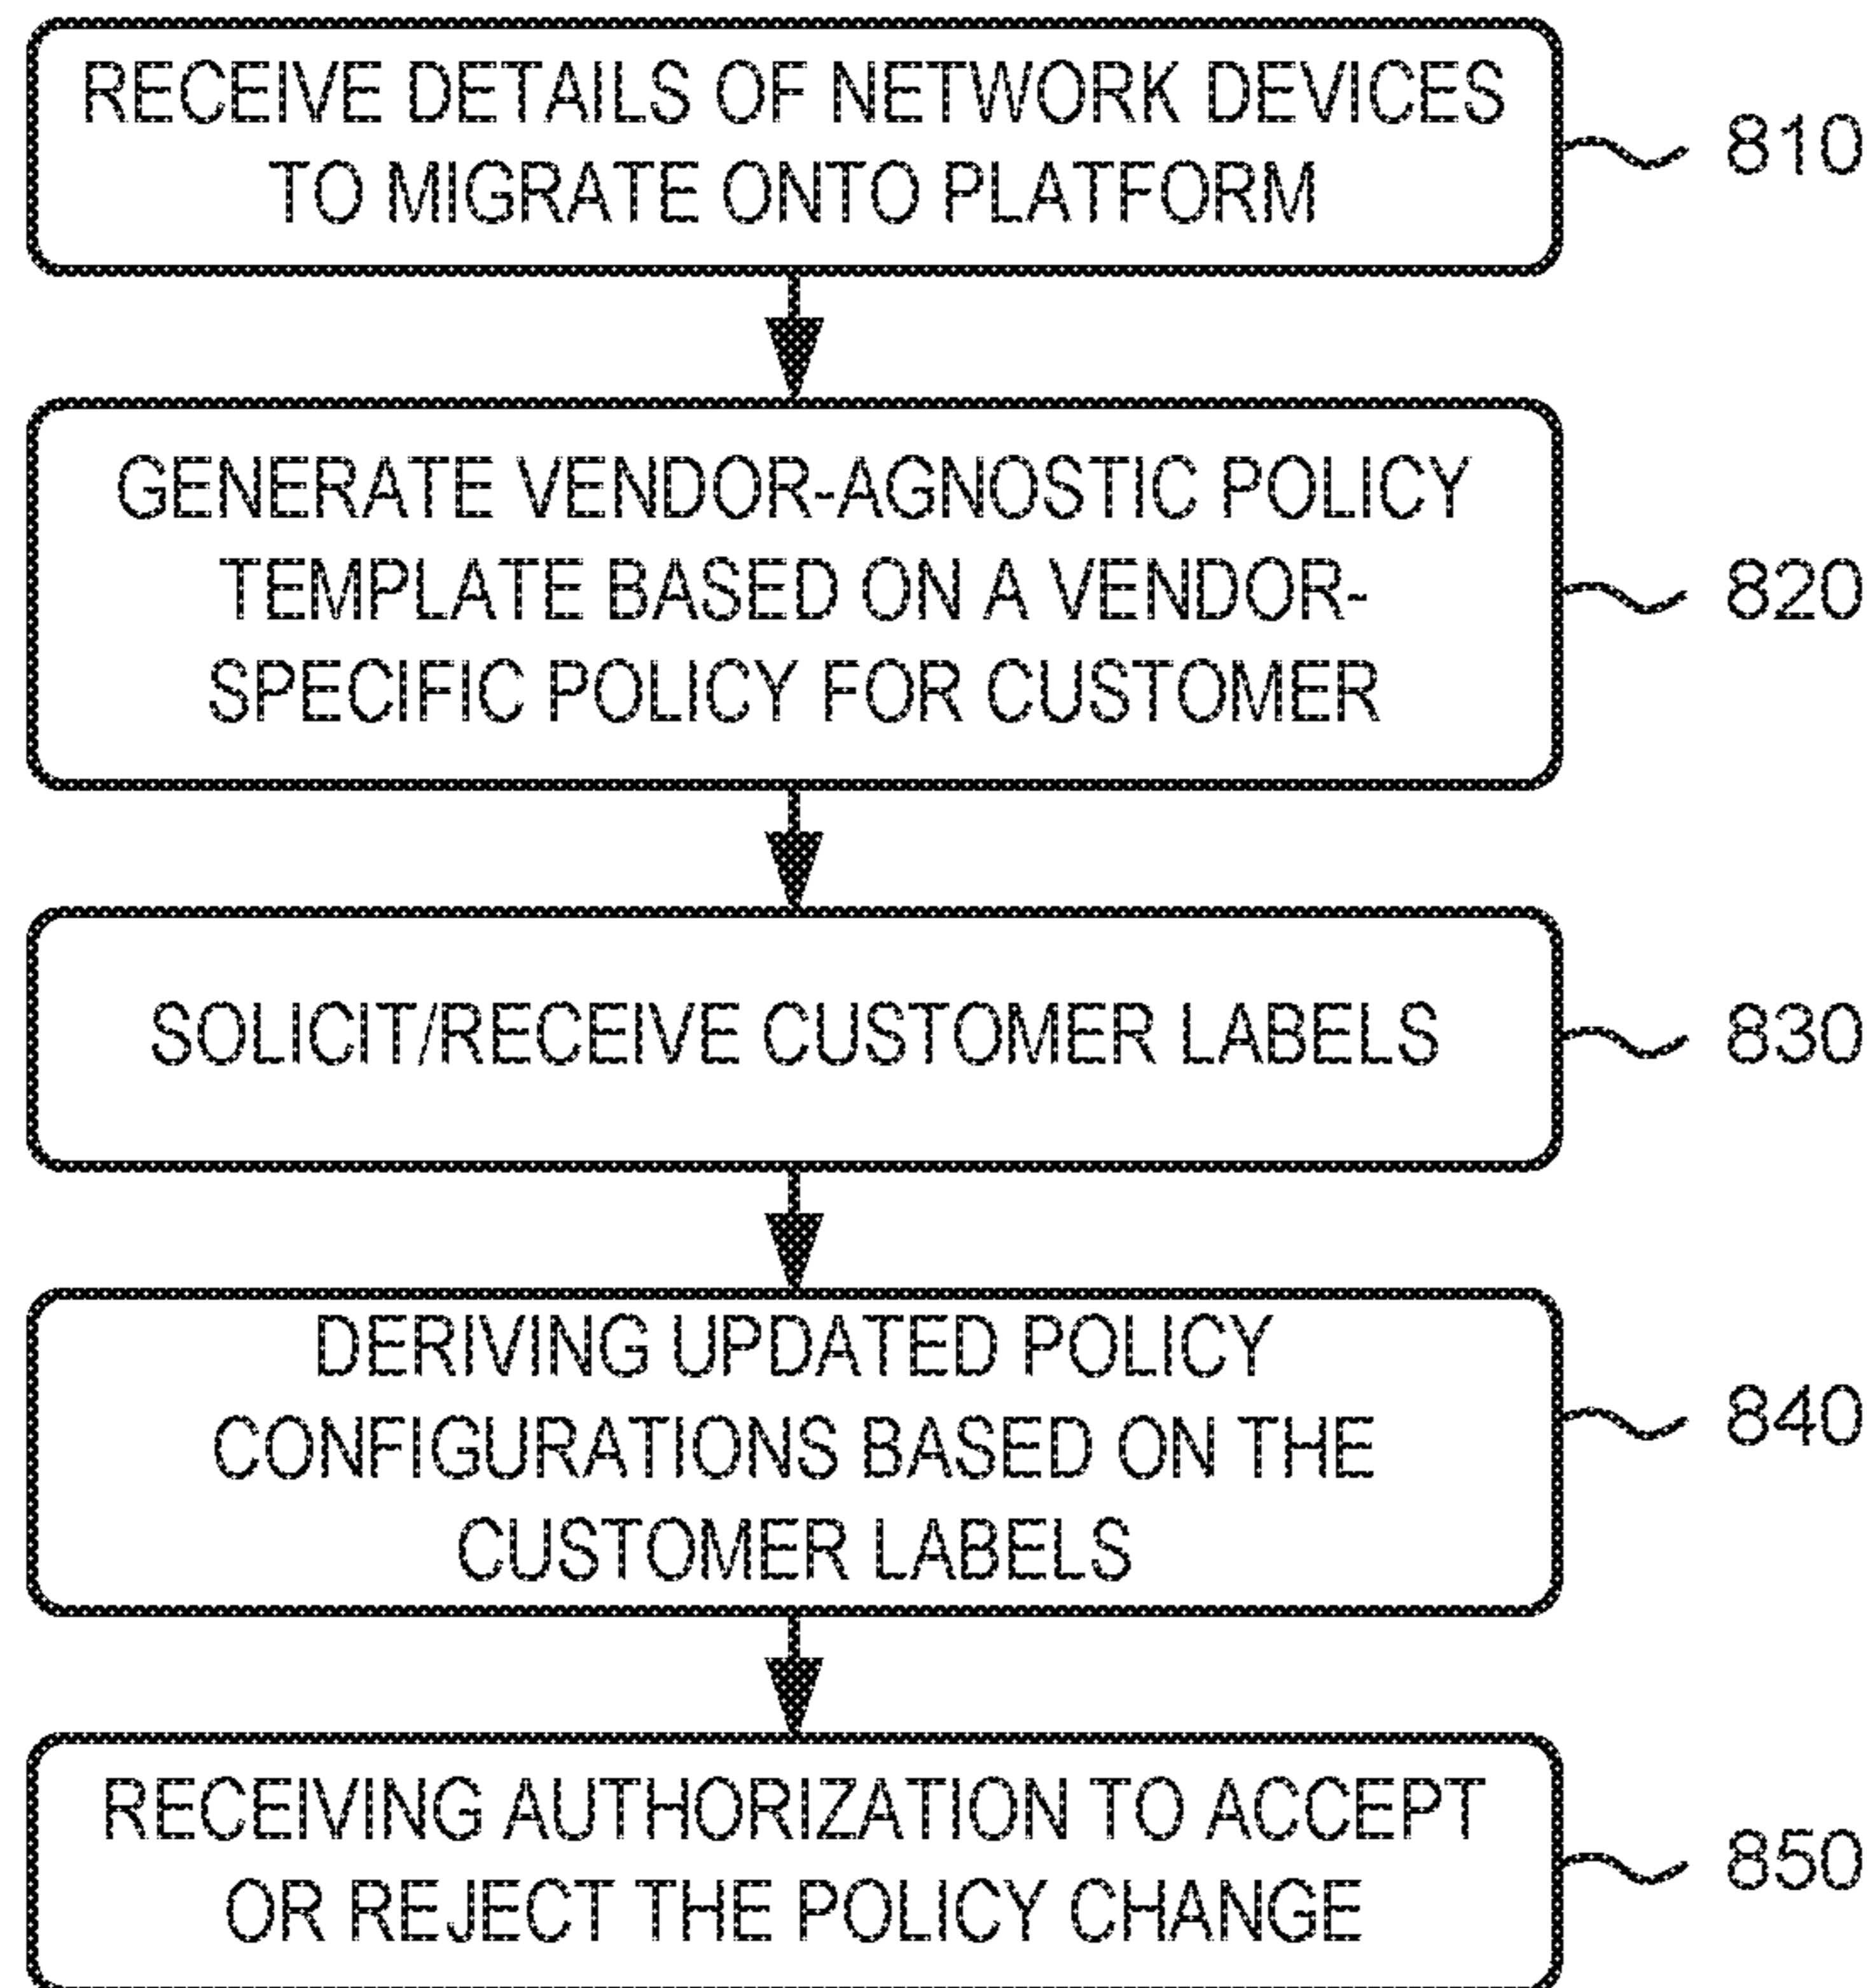 RECEIVE DETAILS OF NETWORK DEVICES
TO MIGRATE ONTO PLATFORM
810
GENERATE VENDOR-AGNOSTIC POLICY
TEMPLATE BASED ON A VENDOR-
SPECIFIC POLICY FOR CUSTOMER
820
SOLICIT/RECEIVE CUSTOMER LABELS
830
DERIVING UPDATED POLICY
CONFIGURATIONS BASED ON THE
CUSTOMER LABELS
840
RECEIVING AUTHORIZATION TO ACCEPT
OR REJECT THE POLICY CHANGE
850